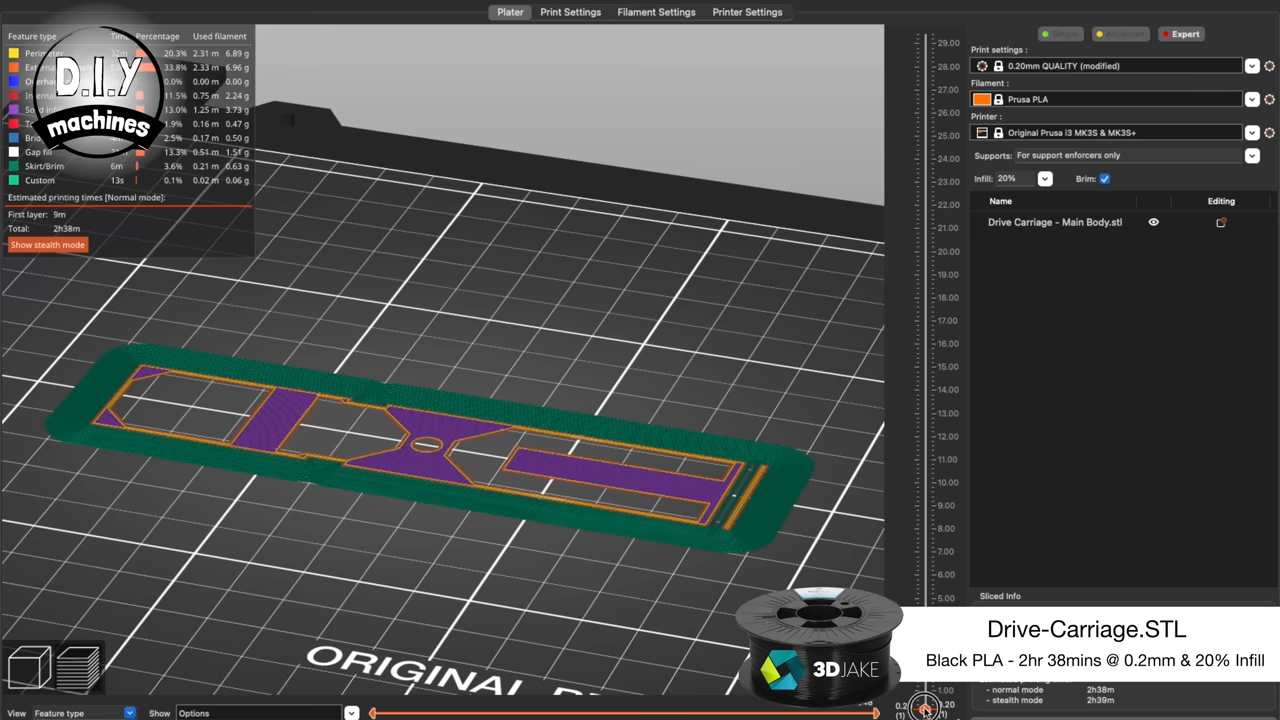 Plater Print Settings Filament Settings Printer Settings
Feature type Time Percentage Used filament
Perimeter 32m 20.3% 2.31 m 6.89 g
33.8% 2.33 m 6.96 g
0.0% 0.00 m 0.00 g
11.5% 0.75 m 2.24 g
13.0% 1.25 m 3.73 g
1.9% 0.16 m 0.47 g
2.5% 0.17 m 0.50 g
Gap fill 13.3% 0.51 m 1.51 g
Skirt/Brim 6m 3.6% 0.21 m 0.63 g
Custom 13s 0.1% 0.02 m 0.06 g
Estimated printing times [Normal mode]:
First layer: 9m
Total: 2h38m
Show stealth mode
D.I.Y
machines
ORIGINAL
3DJAKE
View Feature type Show Options
29.00
28.00
27.00
26.00
25.00
24.00
23.00
22.00
21.00
20.00
19.00
18.00
17.00
16.00
15.00
14.00
13.00
12.00
11.00
10.00
9.00
8.00
7.00
6.00
5.00
1.00
(1)
(1)
Simple Advanced Expert
Print settings :
0.20mm QUALITY (modified)
Filament :
Prusa PLA
Printer :
Original Prusa i3 MK3S & MK3S+
Supports: For support enforcers only
Infill: 20% Brim:
Name Editing
Drive Carriage - Main Body.stl
Sliced Info
Drive-Carriage.STL
Black PLA - 2hr 38mins @ 0.2mm & 20% Infill
- normal mode 2h38m
- stealth mode 2h39m